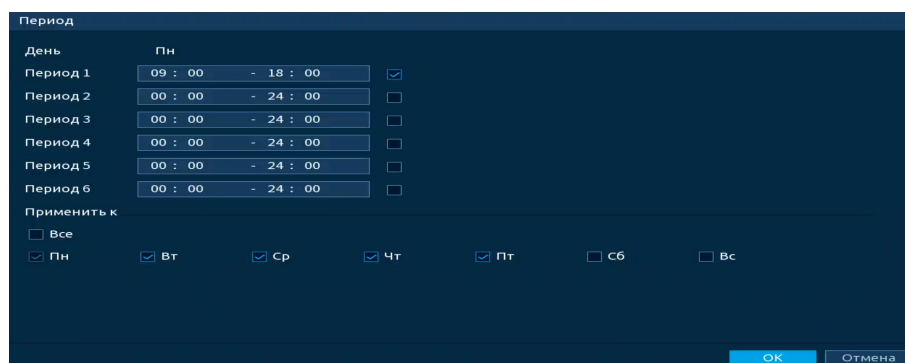 Период
День Пн
Период 1 09 : 00 - 18 : 00
Период 2 00 : 00 - 24 : 00
Период 3 00 : 00 - 24 : 00
Период 4 00 : 00 - 24 : 00
Период 5 00 : 00 - 24 : 00
Период 6 00 : 00 - 24 : 00
Применить к
Все
Пн Вт Ср Чт Пт Сб Вс
ОК Отмена